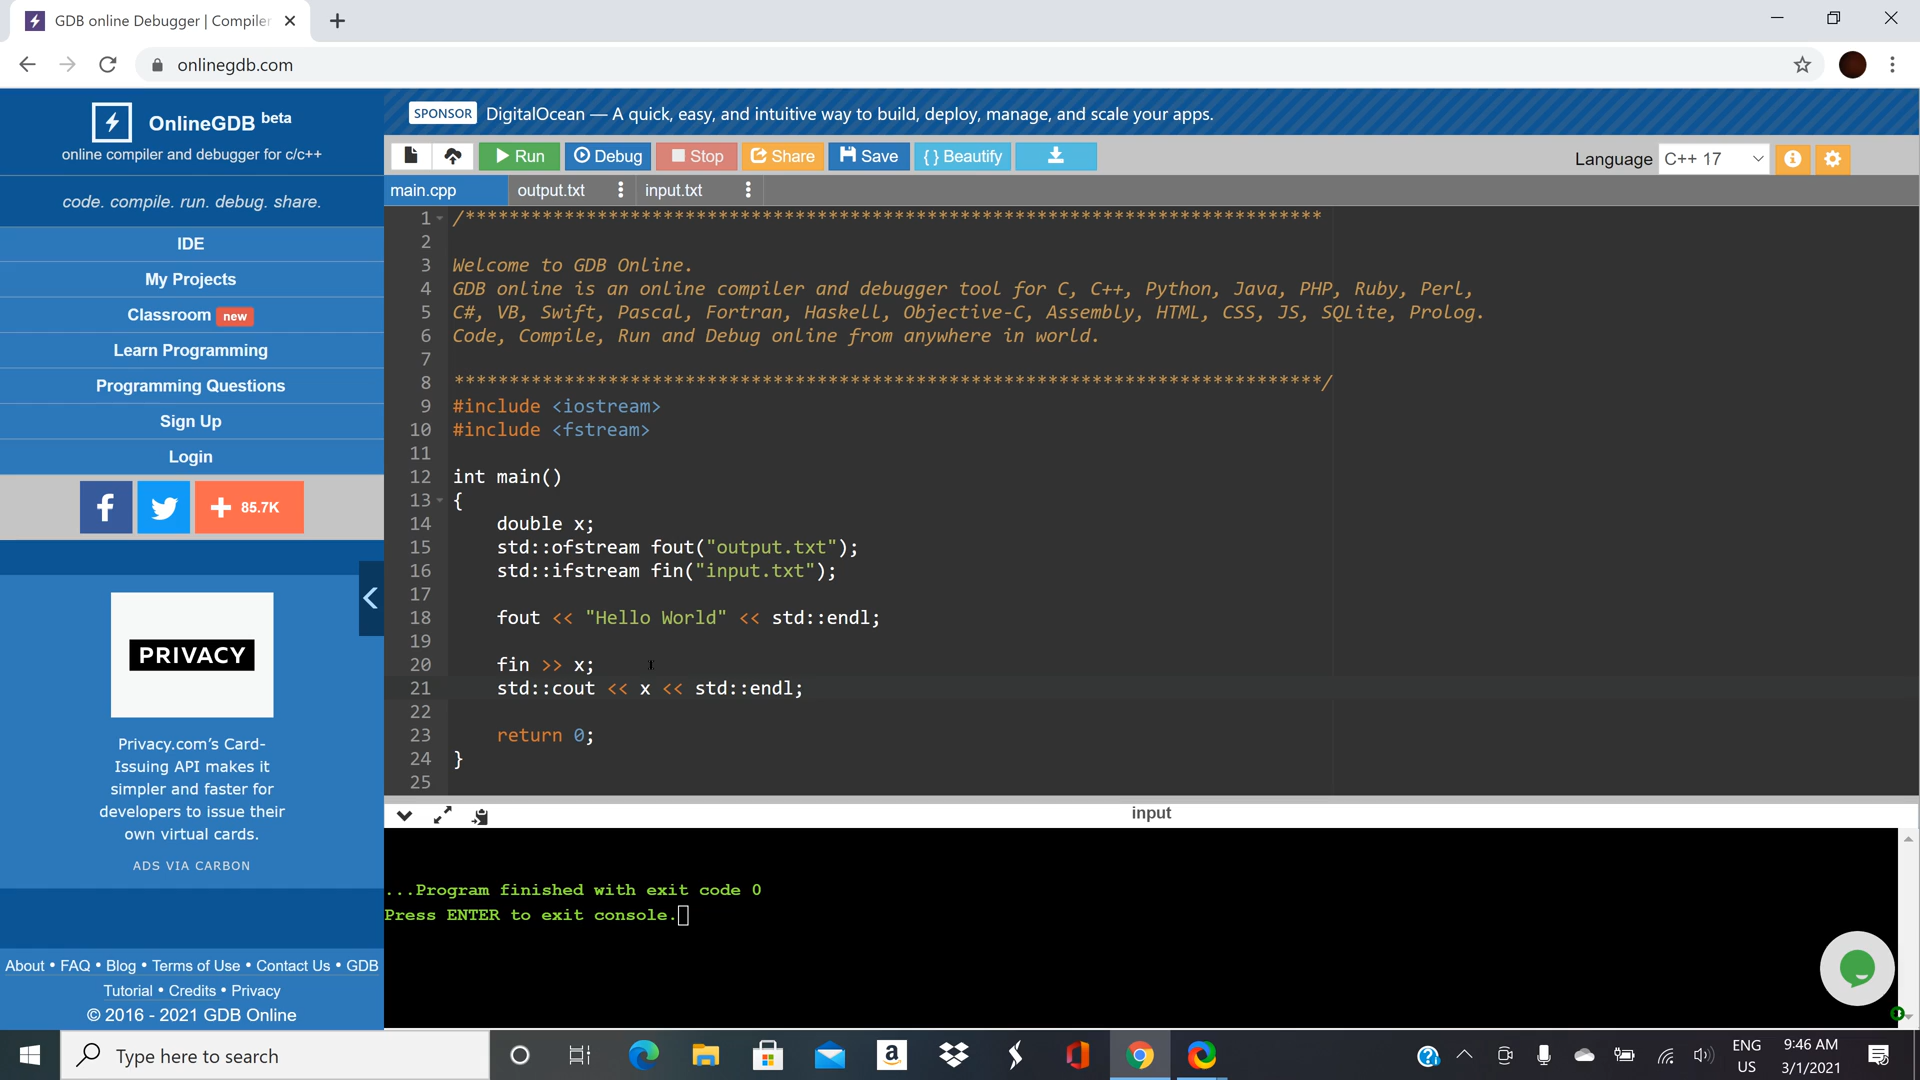 GDB online Debugger | Compiler
onlinegdb.com
OnlineGDB beta
online compiler and debugger for c/c++
code. compile. run. debug. share.
IDE
My Projects
Classroom new
Learn Programming
Programming Questions
Sign Up
Login
f
+ 85.7K
PRIVACY
Privacy.com's Card-
Issuing API makes it
simpler and faster for
developers to issue their
own virtual cards.
ADS VIA CARBON
About • FAQ • Blog • Terms of Use • Contact Us • GDB
Tutorial • Credits • Privacy
© 2016 - 2021 GDB Online
SPONSOR DigitalOcean — A quick, easy, and intuitive way to build, deploy, manage, and scale your apps.
Run Debug Stop Share Save { } Beautify
Language C++ 17
main.cpp output.txt input.txt
1 /******************************************************************************
2
3 Welcome to GDB Online.
4 GDB online is an online compiler and debugger tool for C, C++, Python, Java, PHP, Ruby, Perl,
5 C#, VB, Swift, Pascal, Fortran, Haskell, Objective-C, Assembly, HTML, CSS, JS, SQLite, Prolog.
6 Code, Compile, Run and Debug online from anywhere in world.
7
8 *******************************************************************************/
9 #include <iostream>
10 #include <fstream>
11
12 int main()
13 {
14 double x;
15 std::ofstream fout("output.txt");
16 std::ifstream fin("input.txt");
17
18 fout << "Hello World" << std::endl;
19
20 fin >> x;
21 std::cout << x << std::endl;
22
23 return 0;
24 }
25
input
...Program finished with exit code 0
Press ENTER to exit console.
Type here to search
ENG
US
9:46 AM
3/1/2021